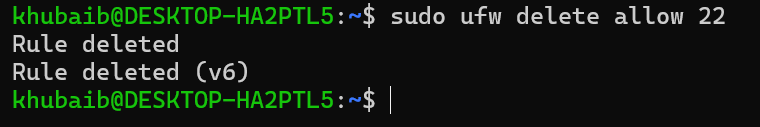 khubaib@DESKTOP-HA2PTL5:~$ sudo ufw delete allow 22
Rule deleted
Rule deleted (v6)
khubaib@DESKTOP-HA2PTL5:~$